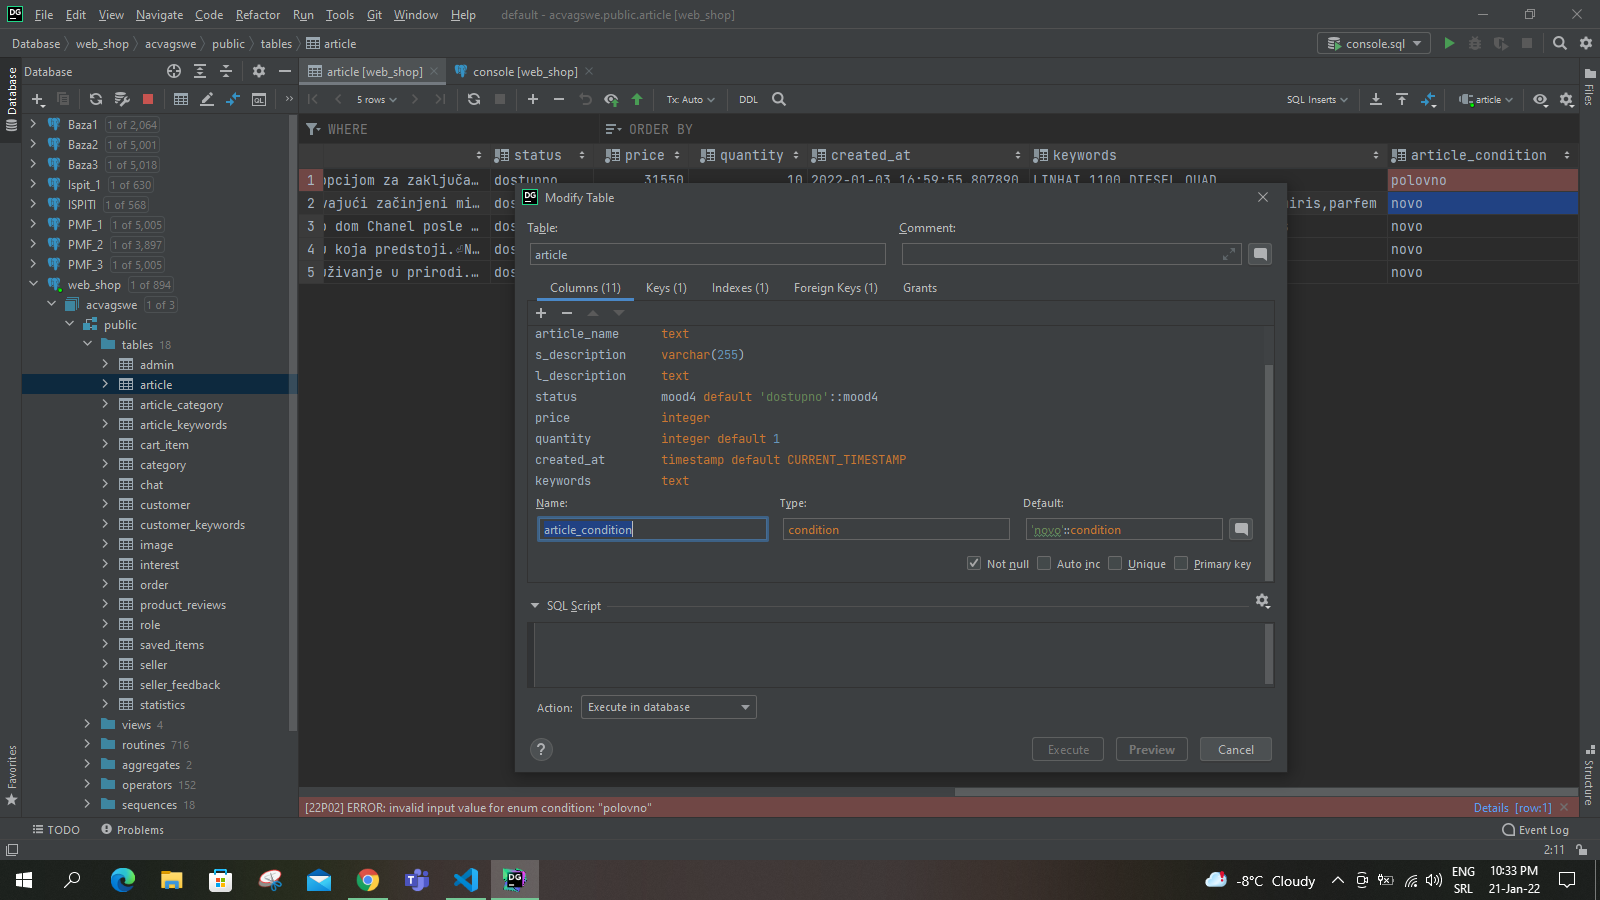 DG File Edit View Navigate Code Refactor Run Tools Git Window Help default - acvagswe.public.article [web_shop]
Database web_shop acvagswe public tables article console.sql
Database article [web_shop] console [web_shop]
5 rows Tx: Auto DDL SQL Inserts article
WHERE ORDER BY
status price quantity created_at keywords article_condition
1 opcijom za zaključa… dostupno 31550 10 2022-01-03 16:59:55.807890 LINHAI 1100 DIESEL QUAD polovno
2 vajući začinjeni mi… dos iris,parfem novo
3 dom Chanel posle … dos novo
4 koja predstoji.⏎N… dos novo
5 uživanje u prirodi.… dos novo
Database
Files
Baza1 1 of 2,064
Baza2 1 of 5,001
Baza3 1 of 5,018
Ispit_1 1 of 630
ISPITI 1 of 568
PMF_1 1 of 5,005
PMF_2 1 of 3,897
PMF_3 1 of 5,005
web_shop 1 of 894
acvagswe 1 of 3
public
tables 18
admin
article
article_category
article_keywords
cart_item
category
chat
customer
customer_keywords
image
interest
order
product_reviews
role
saved_items
seller
seller_feedback
statistics
views 4
routines 716
aggregates 2
operators 152
sequences 18
Favorites
Structure
DG Modify Table
Table: Comment:
article
Columns (11) Keys (1) Indexes (1) Foreign Keys (1) Grants
article_name text
s_description varchar(255)
l_description text
status mood4 default 'dostupno'::mood4
price integer
quantity integer default 1
created_at timestamp default CURRENT_TIMESTAMP
keywords text
Name: Type: Default:
article_condition condition 'novo'::condition
Not null Auto inc Unique Primary key
SQL Script
Action: Execute in database
? Execute Preview Cancel
[22P02] ERROR: invalid input value for enum condition: "polovno" Details [row:1]
TODO Problems Event Log
2:11
DG -8°C Cloudy ENG 10:33 PM
SRL 21-Jan-22